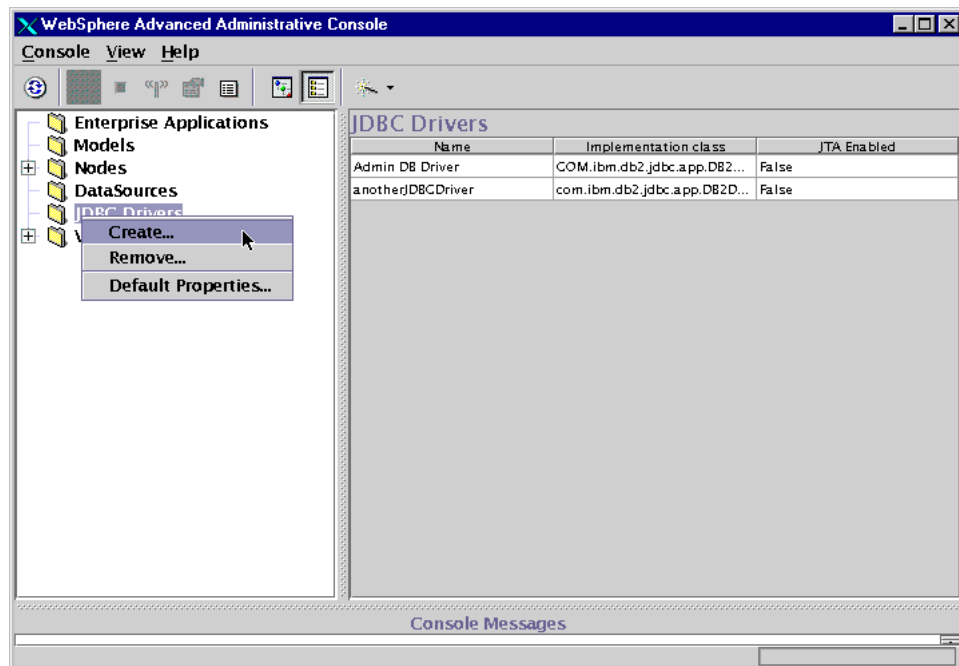 WebSphere Advanced Administrative Console
Console View Help
Enterprise Applications
Models
Nodes
DataSources
JDBC Drivers
V
Create...
Remove...
Default Properties...
JDBC Drivers
Name Implementation class JTA Enabled
Admin DB Driver COM.ibm.db2.jdbc.app.DB2... False
anotherJDBCDriver com.ibm.db2.jdbc.app.DB2D... False
Console Messages